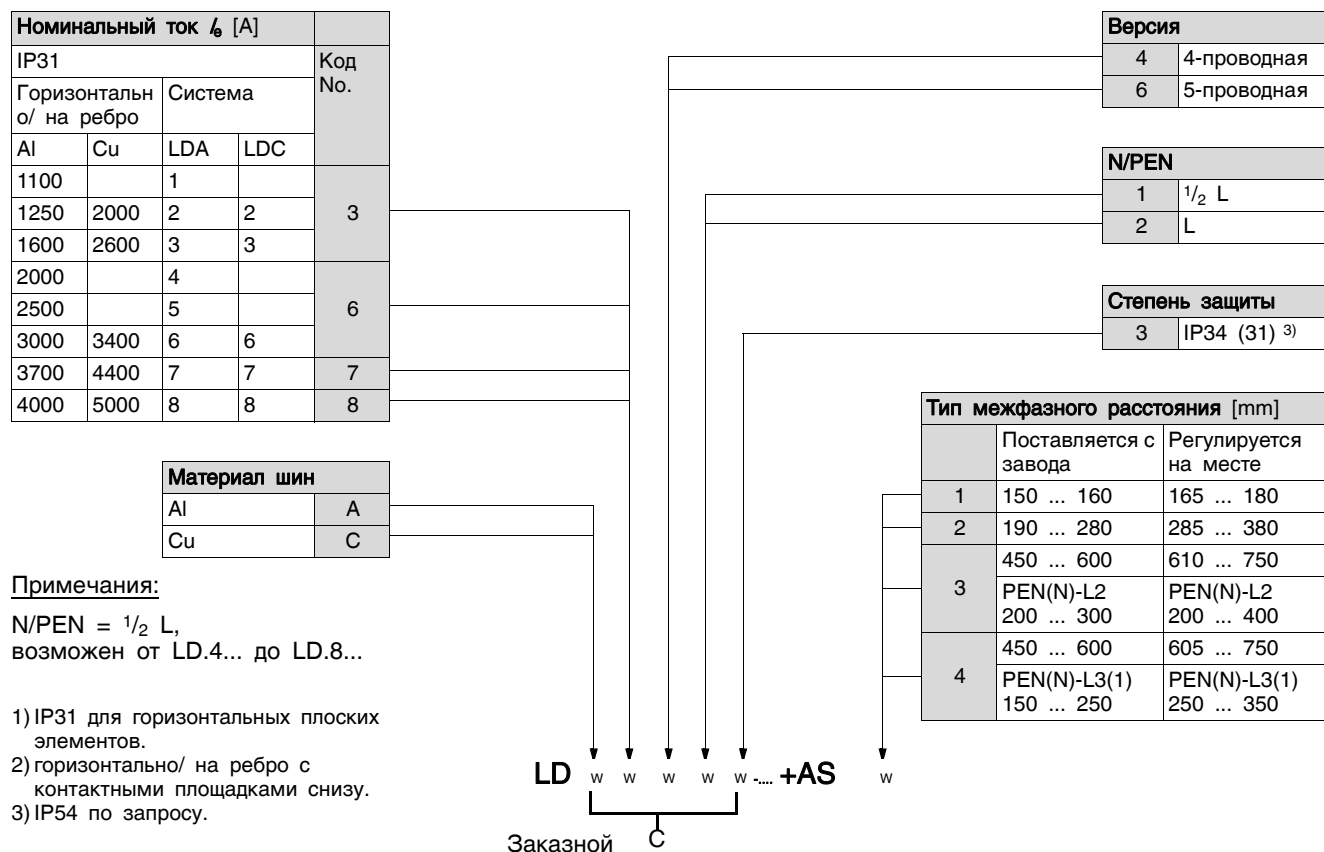 Номинальный ток Iₑ [A]
IP31
Код No.
Горизонтальн о/ на ребро
Система
Al Cu LDA LDC
1100 1
1250 2000 2 2 3
1600 2600 3 3
2000 4
2500 5 6
3000 3400 6 6
3700 4400 7 7 7
4000 5000 8 8 8
Материал шин
Al A
Cu C
Примечания:
N/PEN = 1/2 L,
возможен от LD.4... до LD.8...
1) IP31 для горизонтальных плоских
элементов.
2) горизонтально/ на ребро с
контактными площадками снизу.
3) IP54 по запросу.
Версия
4 4-проводная
6 5-проводная
N/PEN
1 1/2 L
2 L
Степень защиты
3 IP34 (31) 3)
Тип межфазного расстояния [mm]
Поставляется с завода
Регулируется на месте
1 150 ... 160 165 ... 180
2 190 ... 280 285 ... 380
450 ... 600 610 ... 750
3
PEN(N)-L2 PEN(N)-L2
200 ... 300 200 ... 400
450 ... 600 605 ... 750
4
PEN(N)-L3(1) PEN(N)-L3(1)
150 ... 250 250 ... 350
LD w w w w w -.... +AS w
Заказной С